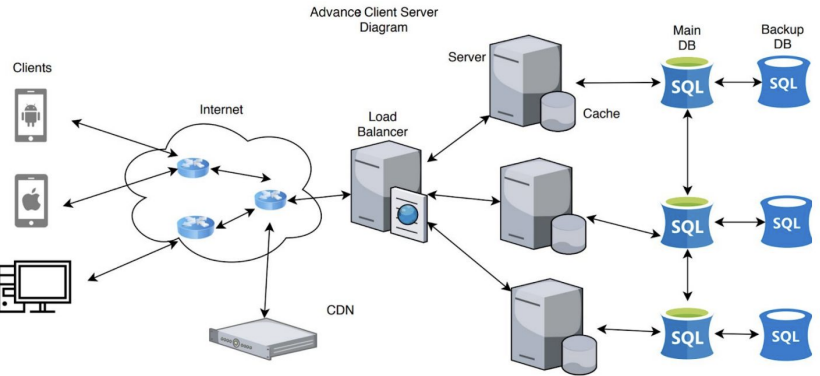 Advance Client Server
Diagram
Clients
Internet
Load
Balancer
Server
Cache
Main
DB
Backup
DB
SQL
SQL
SQL
SQL
SQL
SQL
CDN